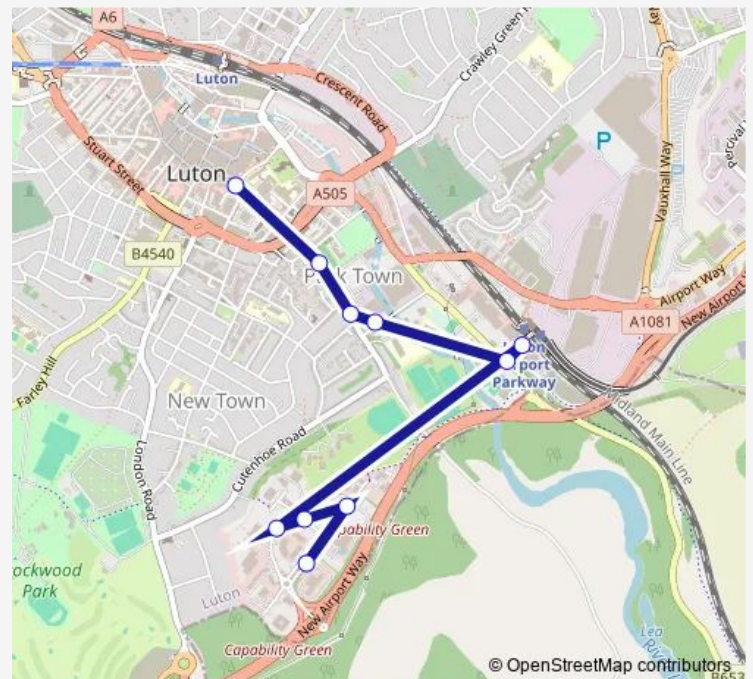 A6
Luton
Crescent Road
Crawley Green R
Stuart Street
Luton
A505
P
Vauxhall Way
Percival
B4540
Park Town
Airport Way
A1081
New Airport
Luton
Airport
Parkway
Farley Hill
New Town
London Road
Cutenhoe Road
Midland Main Line
Capability Green
ockwood
Park
Luton
New Airport Way
Capability Green
Lea
River
B653
© OpenStreetMap contributors